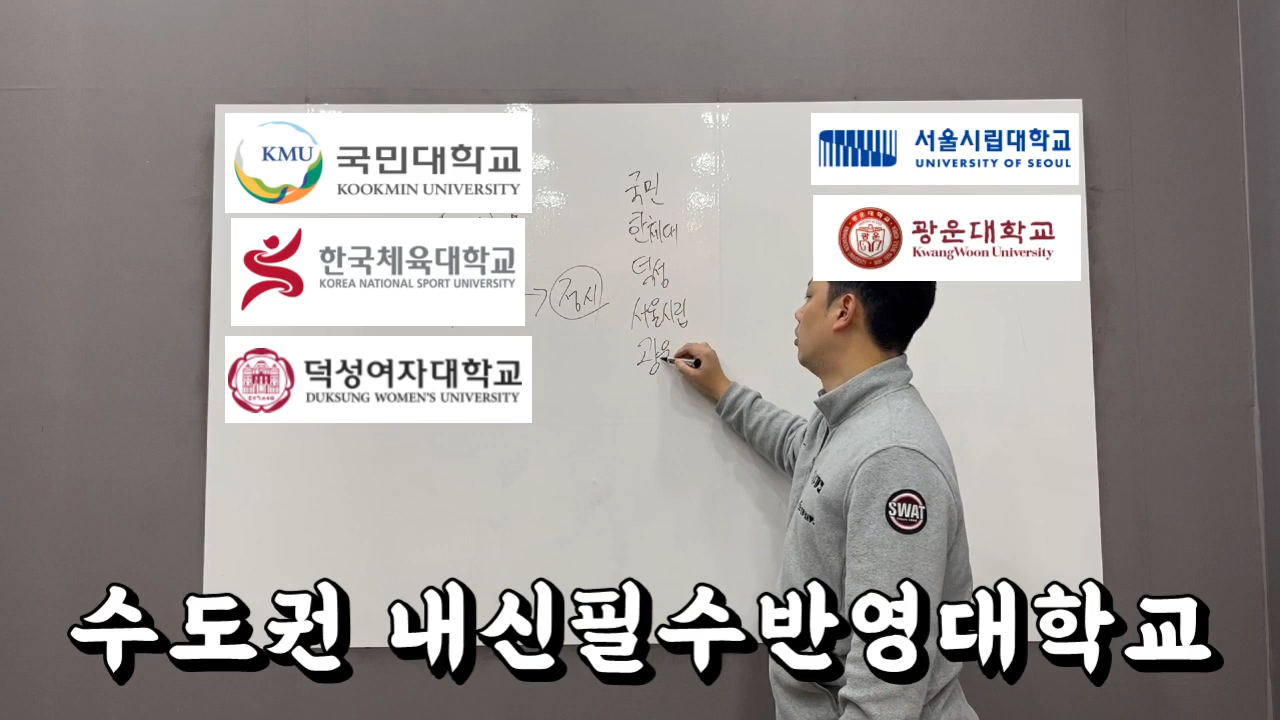 KMU 국민대학교
KOOKMIN UNIVERSITY
한국체육대학교
KOREA NATIONAL SPORT UNIVERSITY
덕성여자대학교
DUKSUNG WOMEN'S UNIVERSITY
서울시립대학교
UNIVERSITY OF SEOUL
광운대학교
KwangWoon University
국민
한체대
덕성
→ 정시
서울시립
광운
SWAT
수도권 내신필수반영대학교